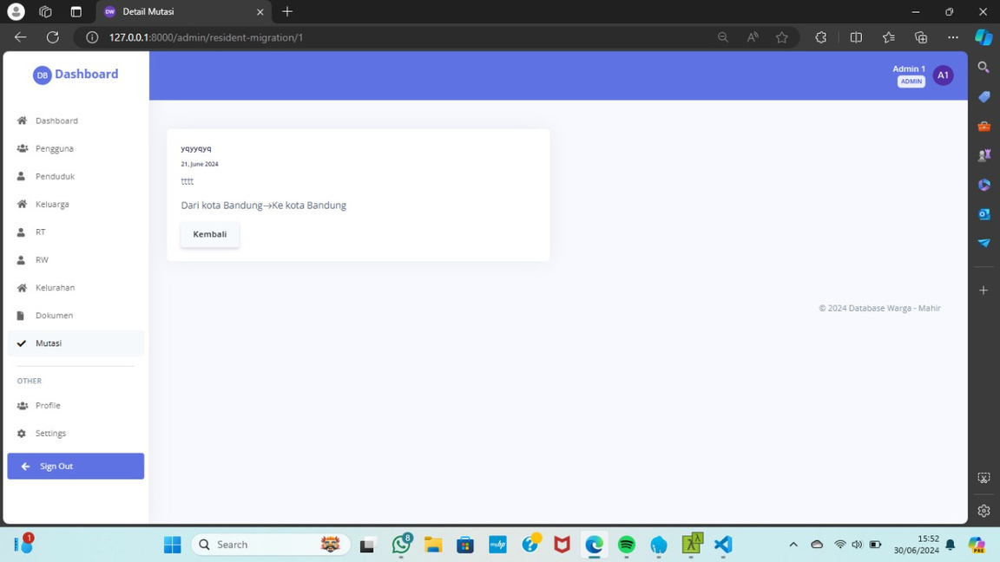 DW Detail Mutasi
127.0.0.1:8000/admin/resident-migration/1
DB Dashboard
Admin 1
ADMIN
A1
Dashboard
Pengguna
Penduduk
Keluarga
RT
RW
Kelurahan
Dokumen
Mutasi
OTHER
Profile
Settings
Sign Out
yqyyqyq
21, June 2024
tttt
Dari kota Bandung→Ke kota Bandung
Kembali
© 2024 Database Warga - Mahir
1
Search
8
15:52
30/06/2024
PRE